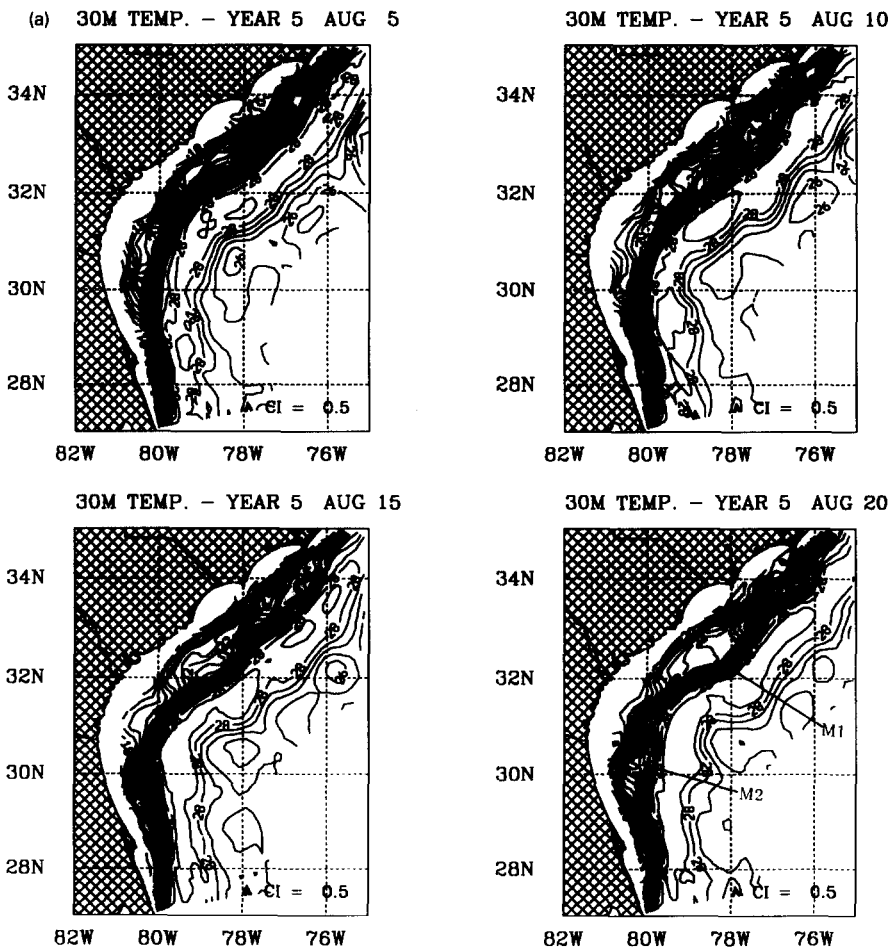 (a) 30M TEMP. - YEAR 5 AUG 5
34N
32N
30N
28N
CI = 0.5
82W 80W 78W 76W
30M TEMP. - YEAR 5 AUG 10
34N
32N
30N
28N
CI = 0.5
82W 80W 78W 76W
30M TEMP. - YEAR 5 AUG 15
34N
32N
30N
28N
CI = 0.5
82W 80W 78W 76W
30M TEMP. - YEAR 5 AUG 20
34N
32N
30N
28N
M1
M2
CI = 0.5
82W 80W 78W 76W